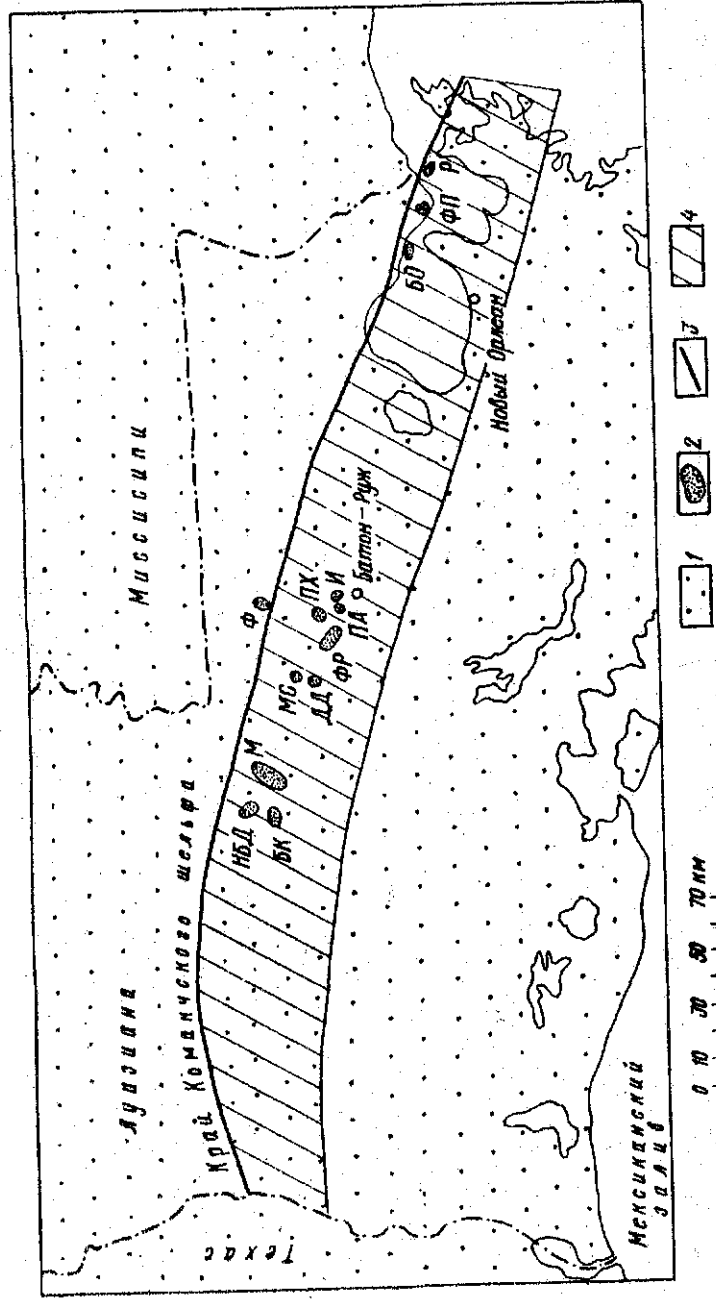 Миссисипи
Луизиана
Край Команчского шельфа
Техас
Ф
ПХ
И
ПА
ФР
МС
ДД
М
НБД
БК
Батон-Руж
Р
ФП
БО
Новый Орлеан
Мексиканский
залив
0 10 30 50 70 км
1
2
3
4